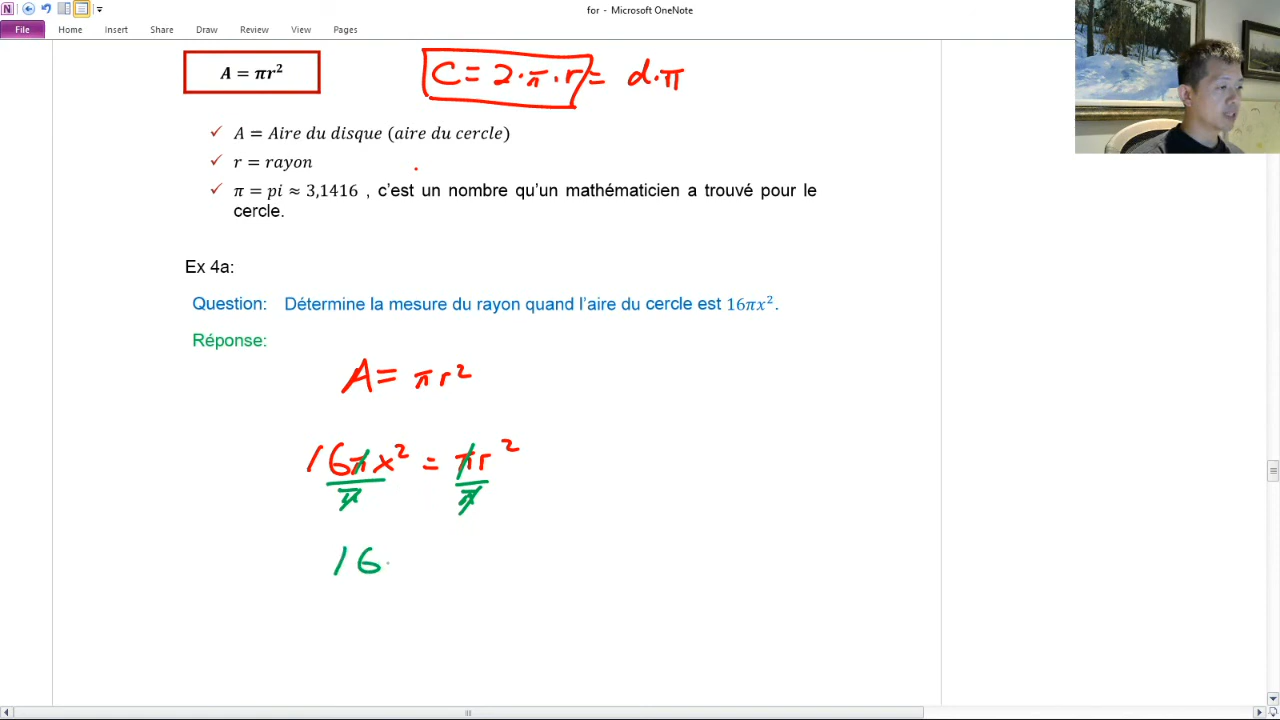 for - Microsoft OneNote
File Home Insert Share Draw Review View Pages
A = πr²
C = 2·π·r = d·π
✓ A = Aire du disque (aire du cercle)
✓ r = rayon
✓ π = pi ≈ 3,1416 , c’est un nombre qu’un mathématicien a trouvé pour le
cercle.
Ex 4a:
Question: Détermine la mesure du rayon quand l’aire du cercle est 16πx².
Réponse:
A = πr²
16πx² = πr²
π π
16